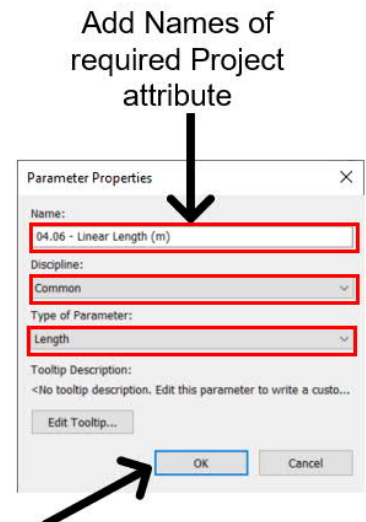 Add Names of
required Project
attribute
Parameter Properties
Name:
04.06 - Linear Length (m)
Discipline:
Common
Type of Parameter:
Length
Tooltip Description:
<No tooltip description. Edit this parameter to write a custo...
Edit Tooltip...
OK Cancel